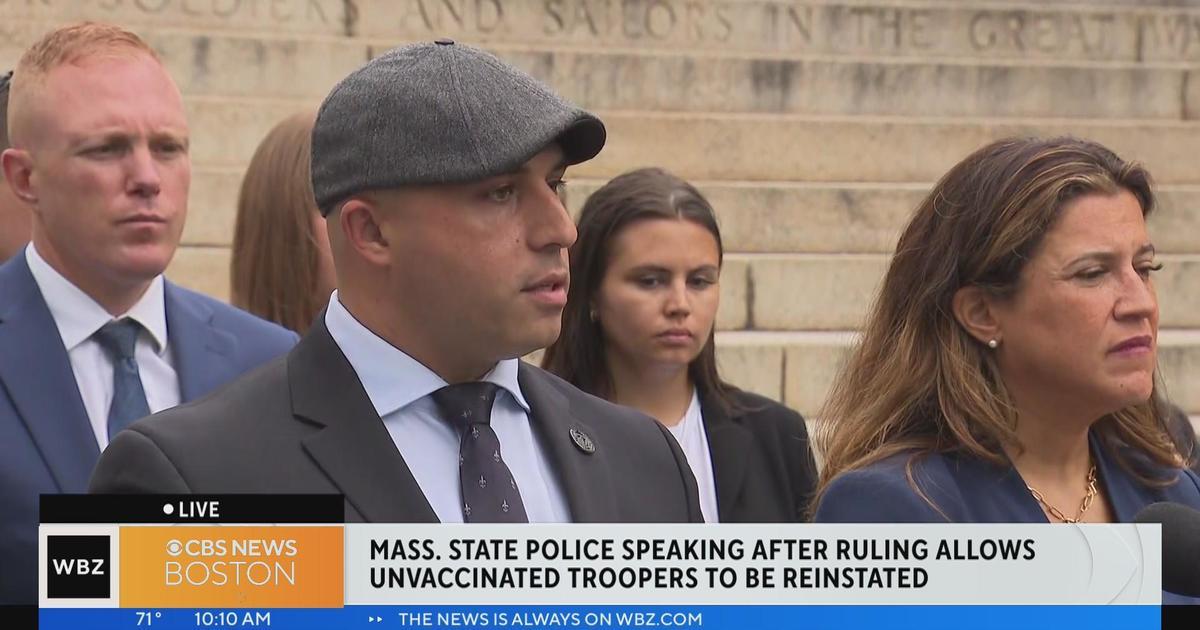 SOLDIERS AND SAILORS IN THE GREAT
LIVE
WBZ
CBS NEWS
BOSTON
MASS. STATE POLICE SPEAKING AFTER RULING ALLOWS
UNVACCINATED TROOPERS TO BE REINSTATED
71° 10:10 AM
THE NEWS IS ALWAYS ON WBZ.COM